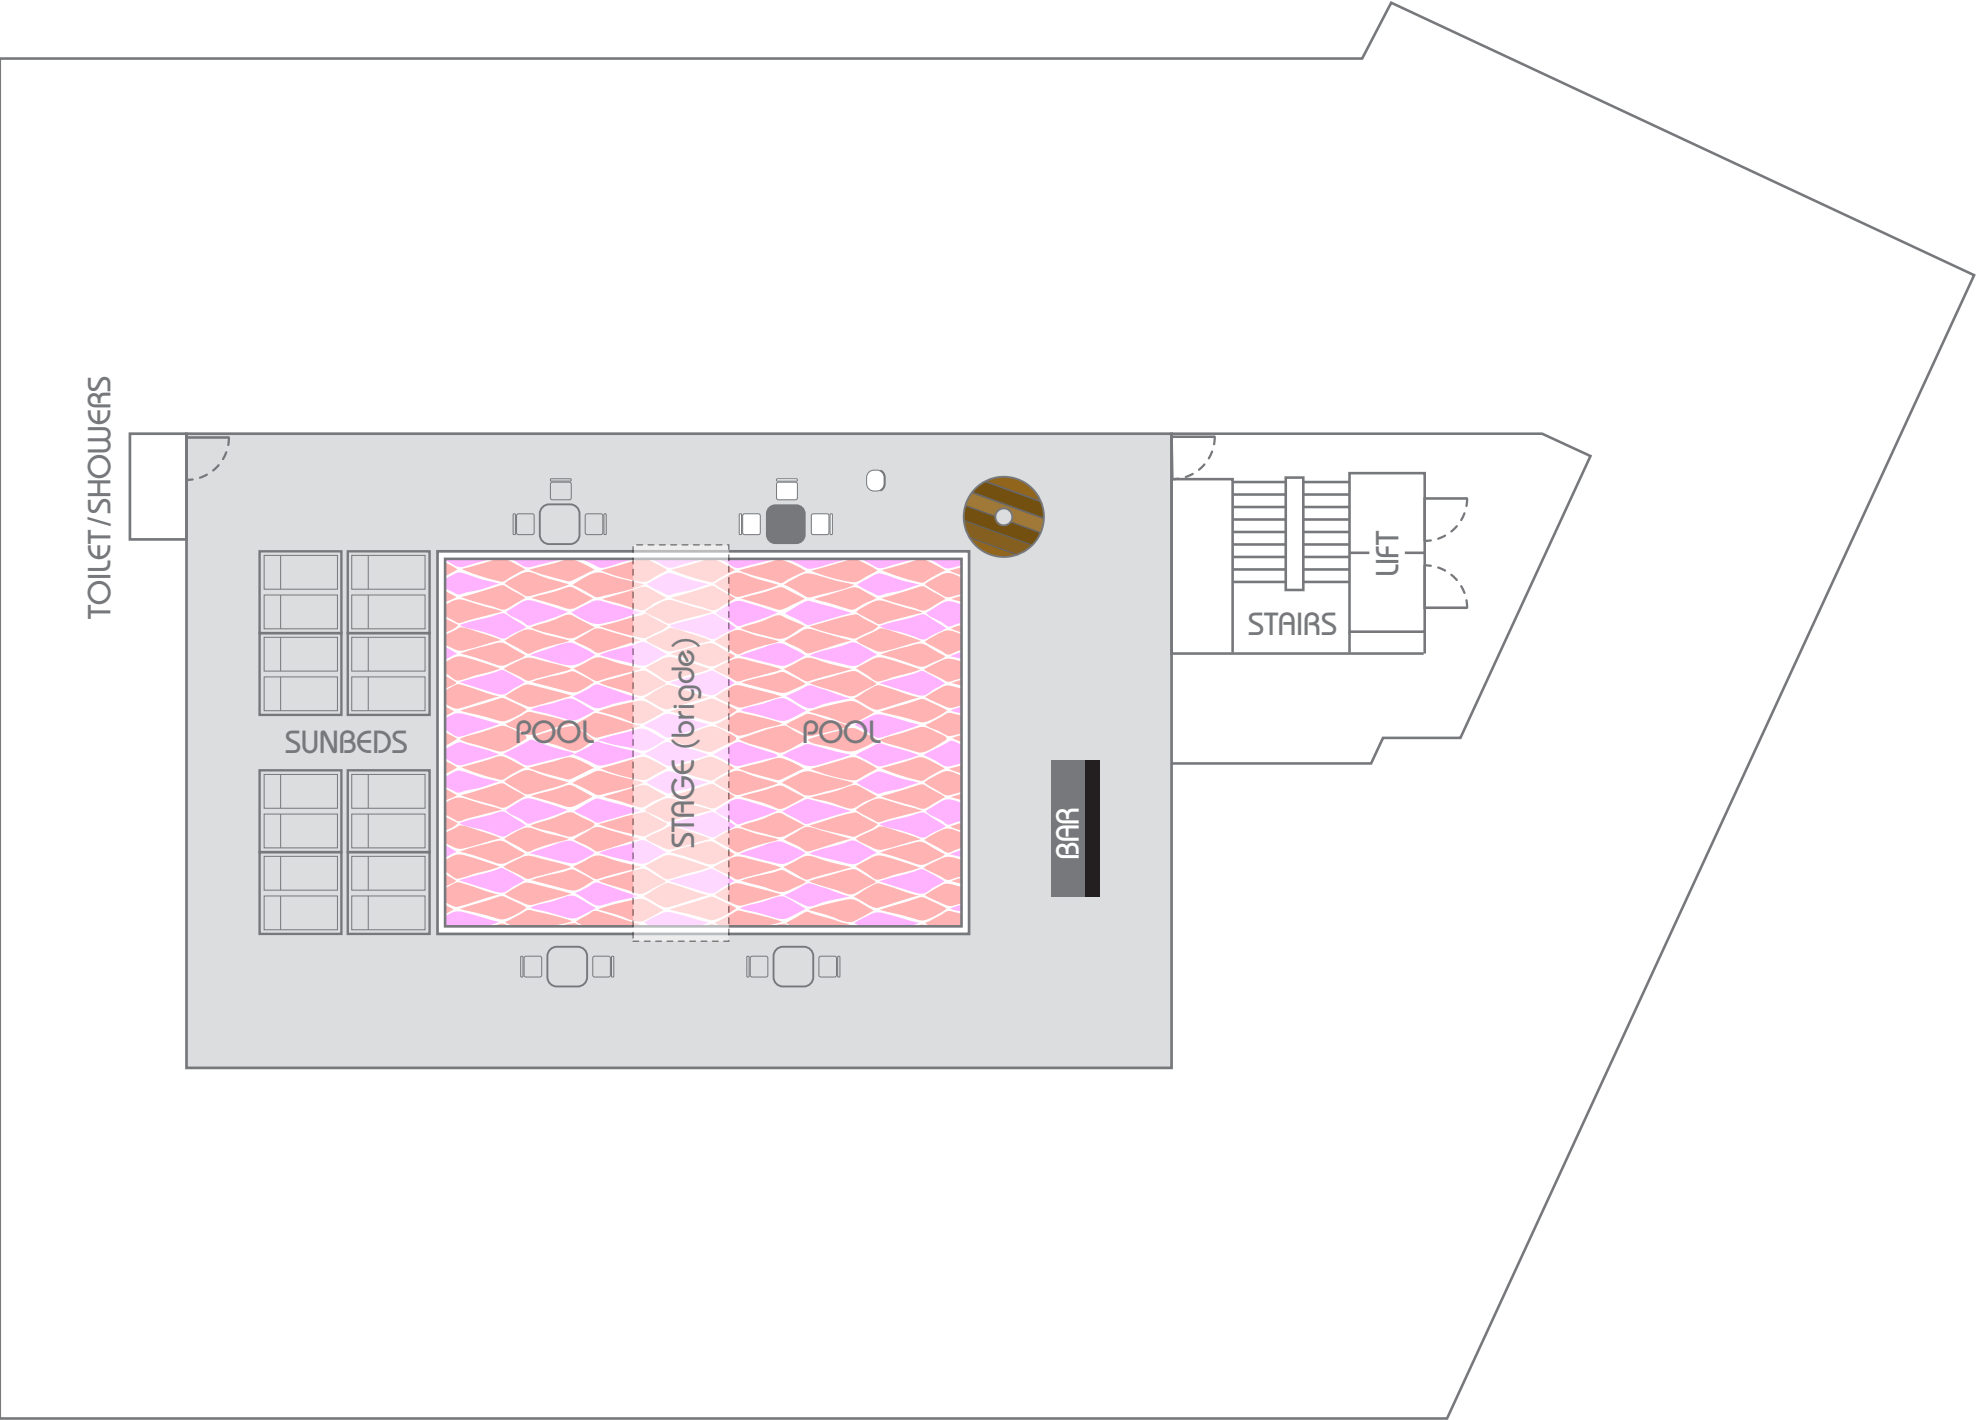 TOILET/SHOWERS
SUNBEDS
POOL
STAGE (brigde)
POOL
BAR
STAIRS
LIFT